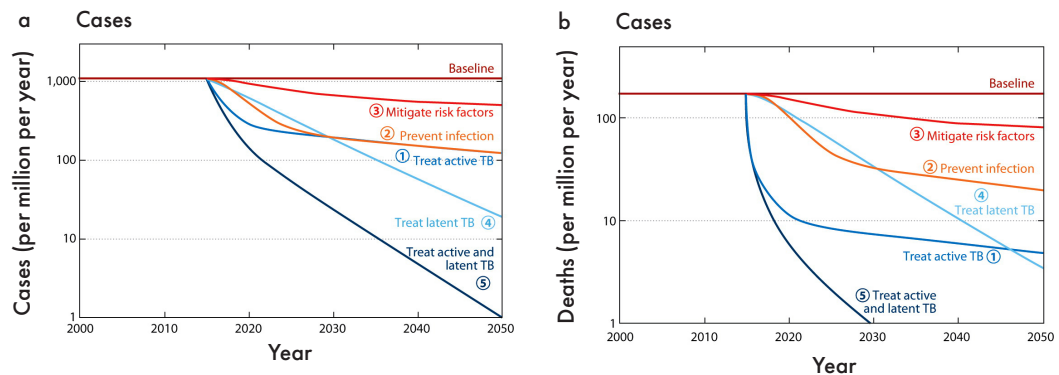 a Cases
Cases (per million per year)
1,000
100
10
1
Baseline
③ Mitigate risk factors
② Prevent infection
① Treat active TB
Treat latent TB ④
Treat active and
latent TB
⑤
2000 2010 2020 2030 2040 2050
Year
b Cases
Deaths (per million per year)
100
10
1
Baseline
③ Mitigate risk factors
② Prevent infection
④
Treat latent TB
Treat active TB ①
⑤ Treat active
and latent TB
2000 2010 2020 2030 2040 2050
Year